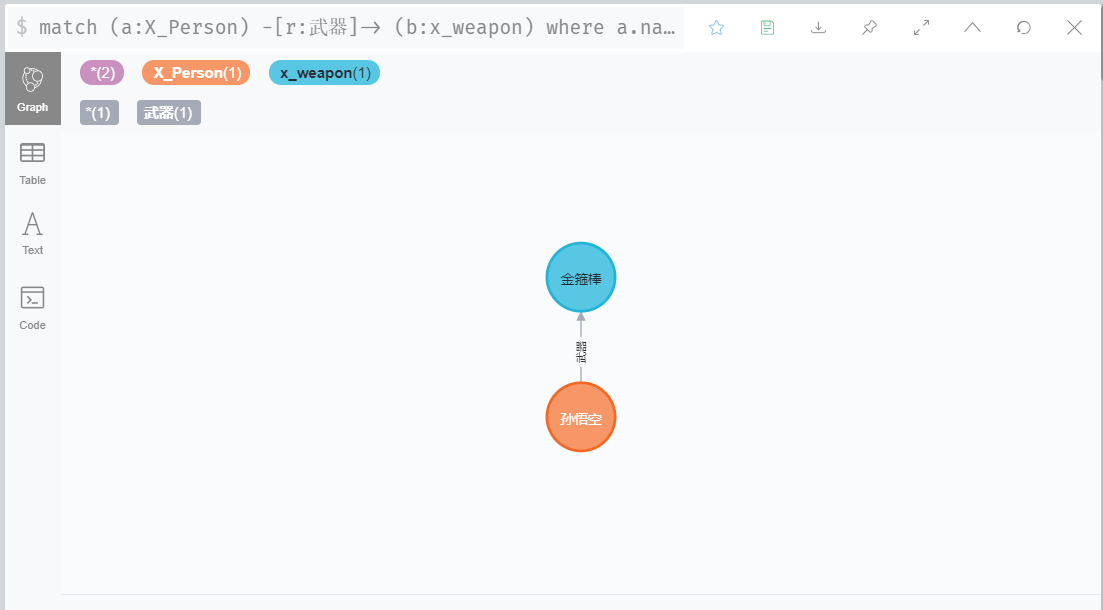 $ match (a:X_Person) -[r:武器]-> (b:x_weapon) where a.na…
*(2) X_Person(1) x_weapon(1)
*(1) 武器(1)
Graph
Table
Text
Code
金箍棒
武器
孙悟空